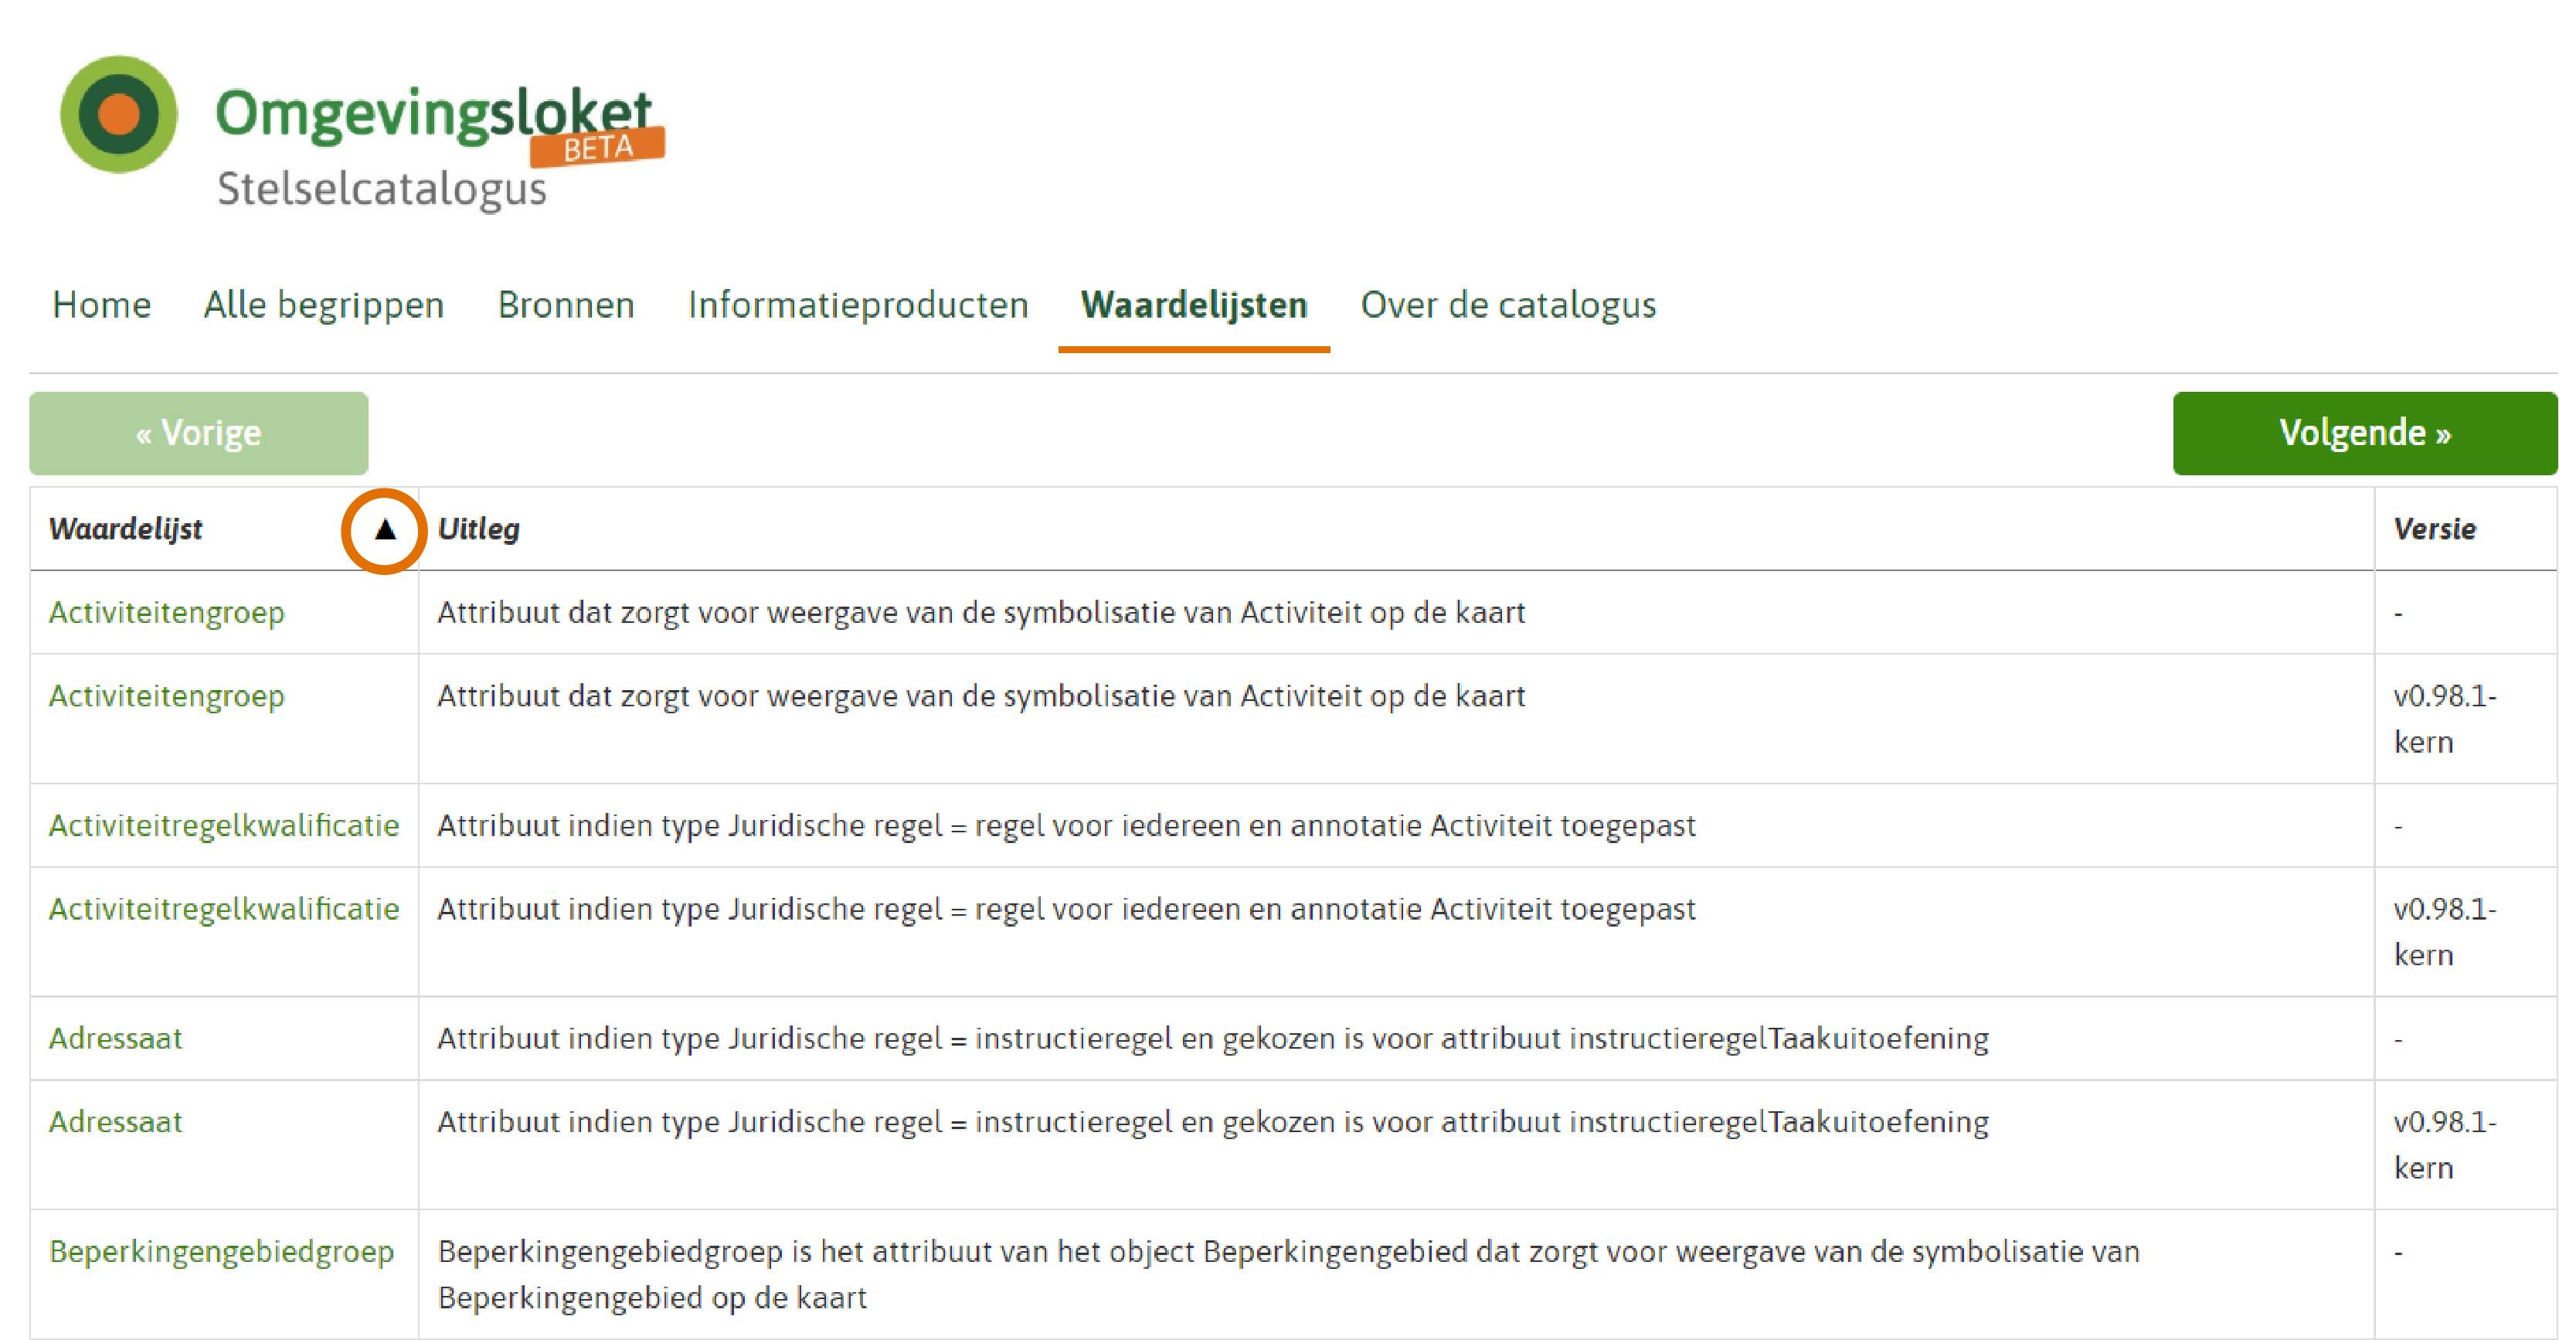 Omgevingsloket
BETA
Stelselcatalogus
Home Alle begrippen Bronnen Informatieproducten Waardelijsten Over de catalogus
« Vorige Volgende »
Waardelijst ▲ Uitleg Versie
Activiteitengroep Attribuut dat zorgt voor weergave van de symbolisatie van Activiteit op de kaart -
Activiteitengroep Attribuut dat zorgt voor weergave van de symbolisatie van Activiteit op de kaart v0.98.1-
kern
Activiteitregelkwalificatie Attribuut indien type Juridische regel = regel voor iedereen en annotatie Activiteit toegepast -
Activiteitregelkwalificatie Attribuut indien type Juridische regel = regel voor iedereen en annotatie Activiteit toegepast v0.98.1-
kern
Adressaat Attribuut indien type Juridische regel = instructieregel en gekozen is voor attribuut instructieregelTaakuitoefening -
Adressaat Attribuut indien type Juridische regel = instructieregel en gekozen is voor attribuut instructieregelTaakuitoefening v0.98.1-
kern
Beperkingengebiedgroep Beperkingengebiedgroep is het attribuut van het object Beperkingengebied dat zorgt voor weergave van de symbolisatie van -
Beperkingengebied op de kaart